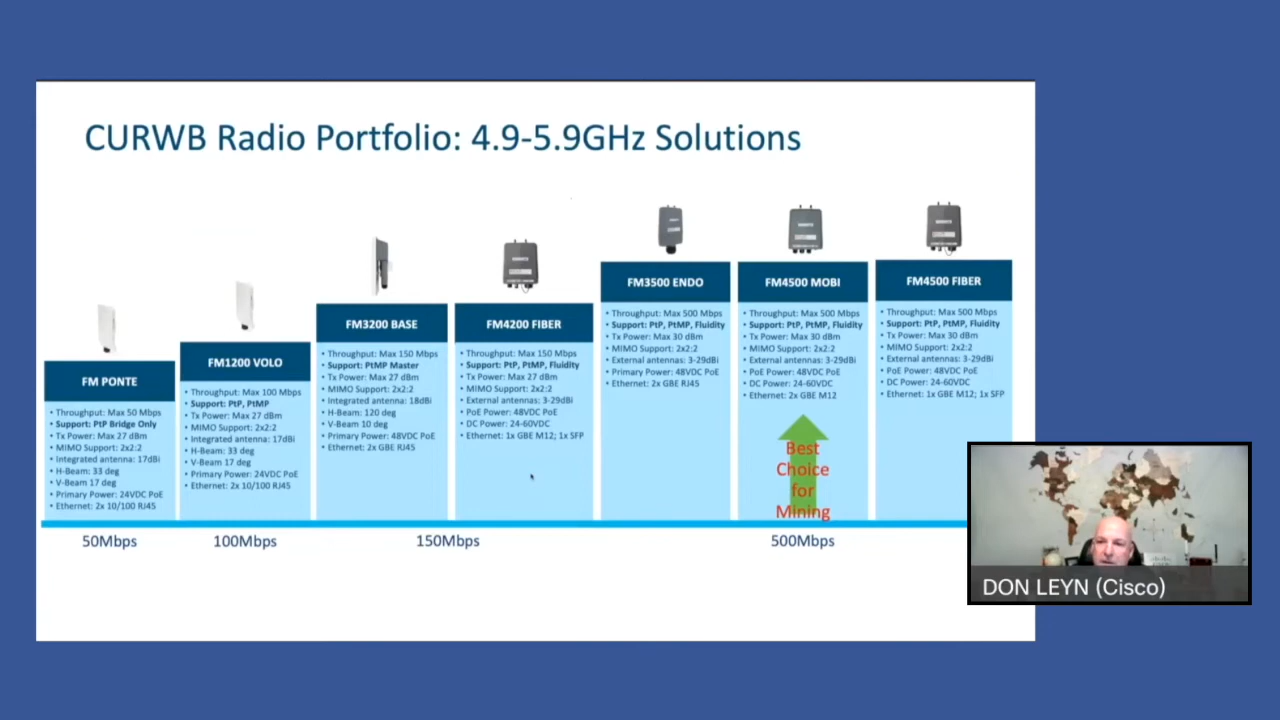 CURWB Radio Portfolio: 4.9-5.9GHz Solutions
FM PONTE
• Throughput: Max 50 Mbps
• Support: PtP Bridge Only
• Tx Power: Max 27 dBm
• MIMO Support: 2x2:2
• Integrated antenna: 17dBi
• H-Beam: 33 deg
• V-Beam: 17 deg
• Primary Power: 24VDC PoE
• Ethernet: 2x 10/100 RJ45
FM1200 VOLO
• Throughput: Max 100 Mbps
• Support: PtP, PtMP
• Tx Power: Max 27 dBm
• MIMO Support: 2x2:2
• Integrated antenna: 17dBi
• H-Beam: 33 deg
• V-Beam 17 deg
• Primary Power: 24VDC PoE
• Ethernet: 2x 10/100 RJ45
FM3200 BASE
• Throughput: Max 150 Mbps
• Support: PtMP Master
• Tx Power: Max 27 dBm
• MIMO Support: 2x2:2
• Integrated antenna: 18dBi
• H-Beam: 120 deg
• V-Beam 10 deg
• Primary Power: 48VDC PoE
• Ethernet: 2x GBE RJ45
FM4200 FIBER
• Throughput: Max 150 Mbps
• Support: PtP, PtMP, Fluidity
• Tx Power: Max 27 dBm
• MIMO Support: 2x2:2
• External antennas: 3-29dBi
• PoE Power: 48VDC PoE
• DC Power: 24-60VDC
• Ethernet: 1x GBE M12; 1x SFP
FM3500 ENDO
• Throughput: Max 500 Mbps
• Support: PtP, PtMP, Fluidity
• Tx Power: Max 30 dBm
• MIMO Support: 2x2:2
• External antennas: 3-29dBi
• Primary Power: 48VDC PoE
• Ethernet: 2x GBE RJ45
FM4500 MOBI
• Throughput: Max 500 Mbps
• Support: PtP, PtMP, Fluidity
• Tx Power: Max 30 dBm
• MIMO Support: 2x2:2
• External antennas: 3-29dBi
• PoE Power: 48VDC PoE
• DC Power: 24-60VDC
• Ethernet: 2x GBE M12
Best
Choice
for
Mining
FM4500 FIBER
• Throughput: Max 500 Mbps
• Support: PtP, PtMP, Fluidity
• Tx Power: Max 30 dBm
• MIMO Support: 2x2:2
• External antennas: 3-29dBi
• PoE Power: 48VDC PoE
• DC Power: 24-60VDC
• Ethernet: 1x GBE M12; 1x SFP
50Mbps
100Mbps
150Mbps
500Mbps
DON LEYN (Cisco)